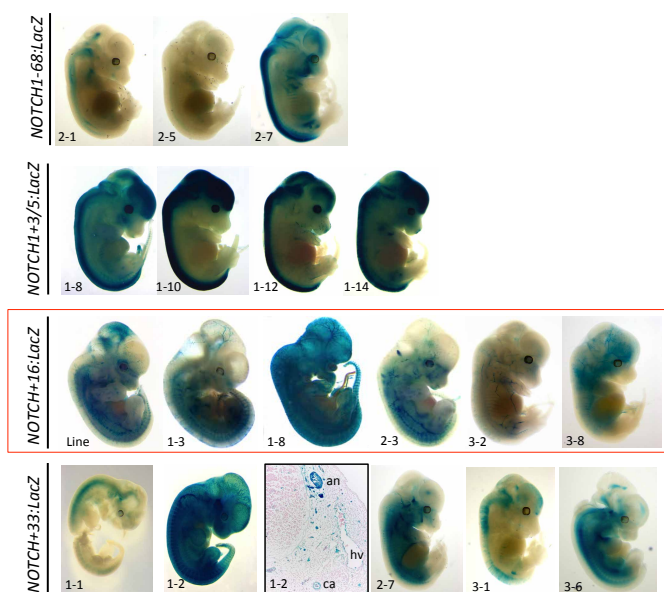 NOTCH1-68:LacZ
2-1 2-5 2-7
NOTCH1+3/5:LacZ
1-8 1-10 1-12 1-14
NOTCH+16:LacZ
Line 1-3 1-8 2-3 3-2 3-8
NOTCH+33:LacZ
an
hv
1-1 1-2 1-2 ca 2-7 3-1 3-6